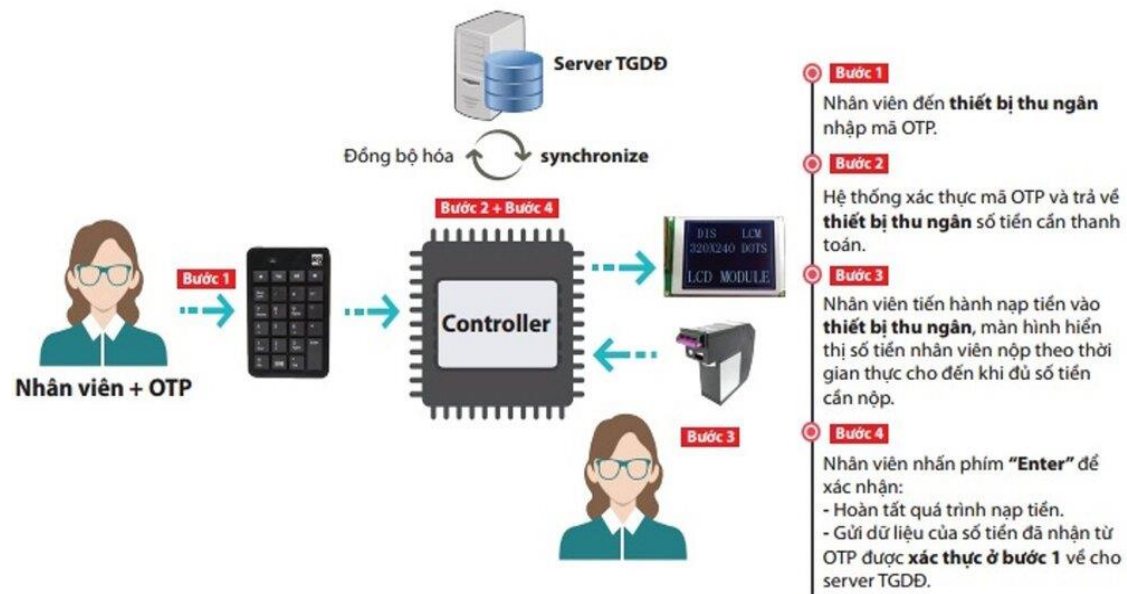 Server TGDĐ
Đồng bộ hóa
synchronize
Bước 2 + Bước 4
Bước 1
Controller
DIS LCM
320X240 DOTS
LCD MODULE
Nhân viên + OTP
Bước 3
Bước 1
Nhân viên đến thiết bị thu ngân
nhập mã OTP.
Bước 2
Hệ thống xác thực mã OTP và trả về
thiết bị thu ngân số tiền cần thanh
toán.
Bước 3
Nhân viên tiến hành nạp tiền vào
thiết bị thu ngân, màn hình hiển
thị số tiền nhân viên nộp theo thời
gian thực cho đến khi đủ số tiền
cần nộp.
Bước 4
Nhân viên nhấn phím “Enter” để
xác nhận:
- Hoàn tất quá trình nạp tiền.
- Gửi dữ liệu của số tiền đã nhận từ
OTP được xác thực ở bước 1 về cho
server TGDĐ.